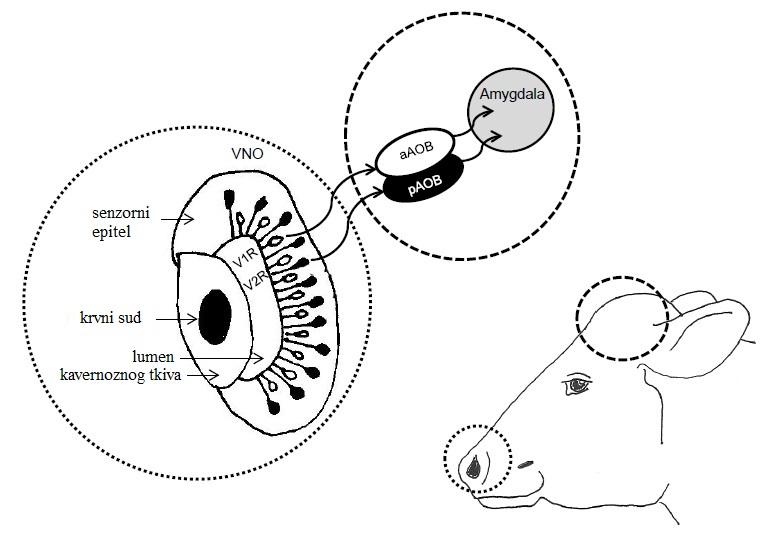 Amygdala
aAOB
pAOB
VNO
senzorni
epitel
V1R
V2R
krvni sud
lumen
kavernoznog tkiva